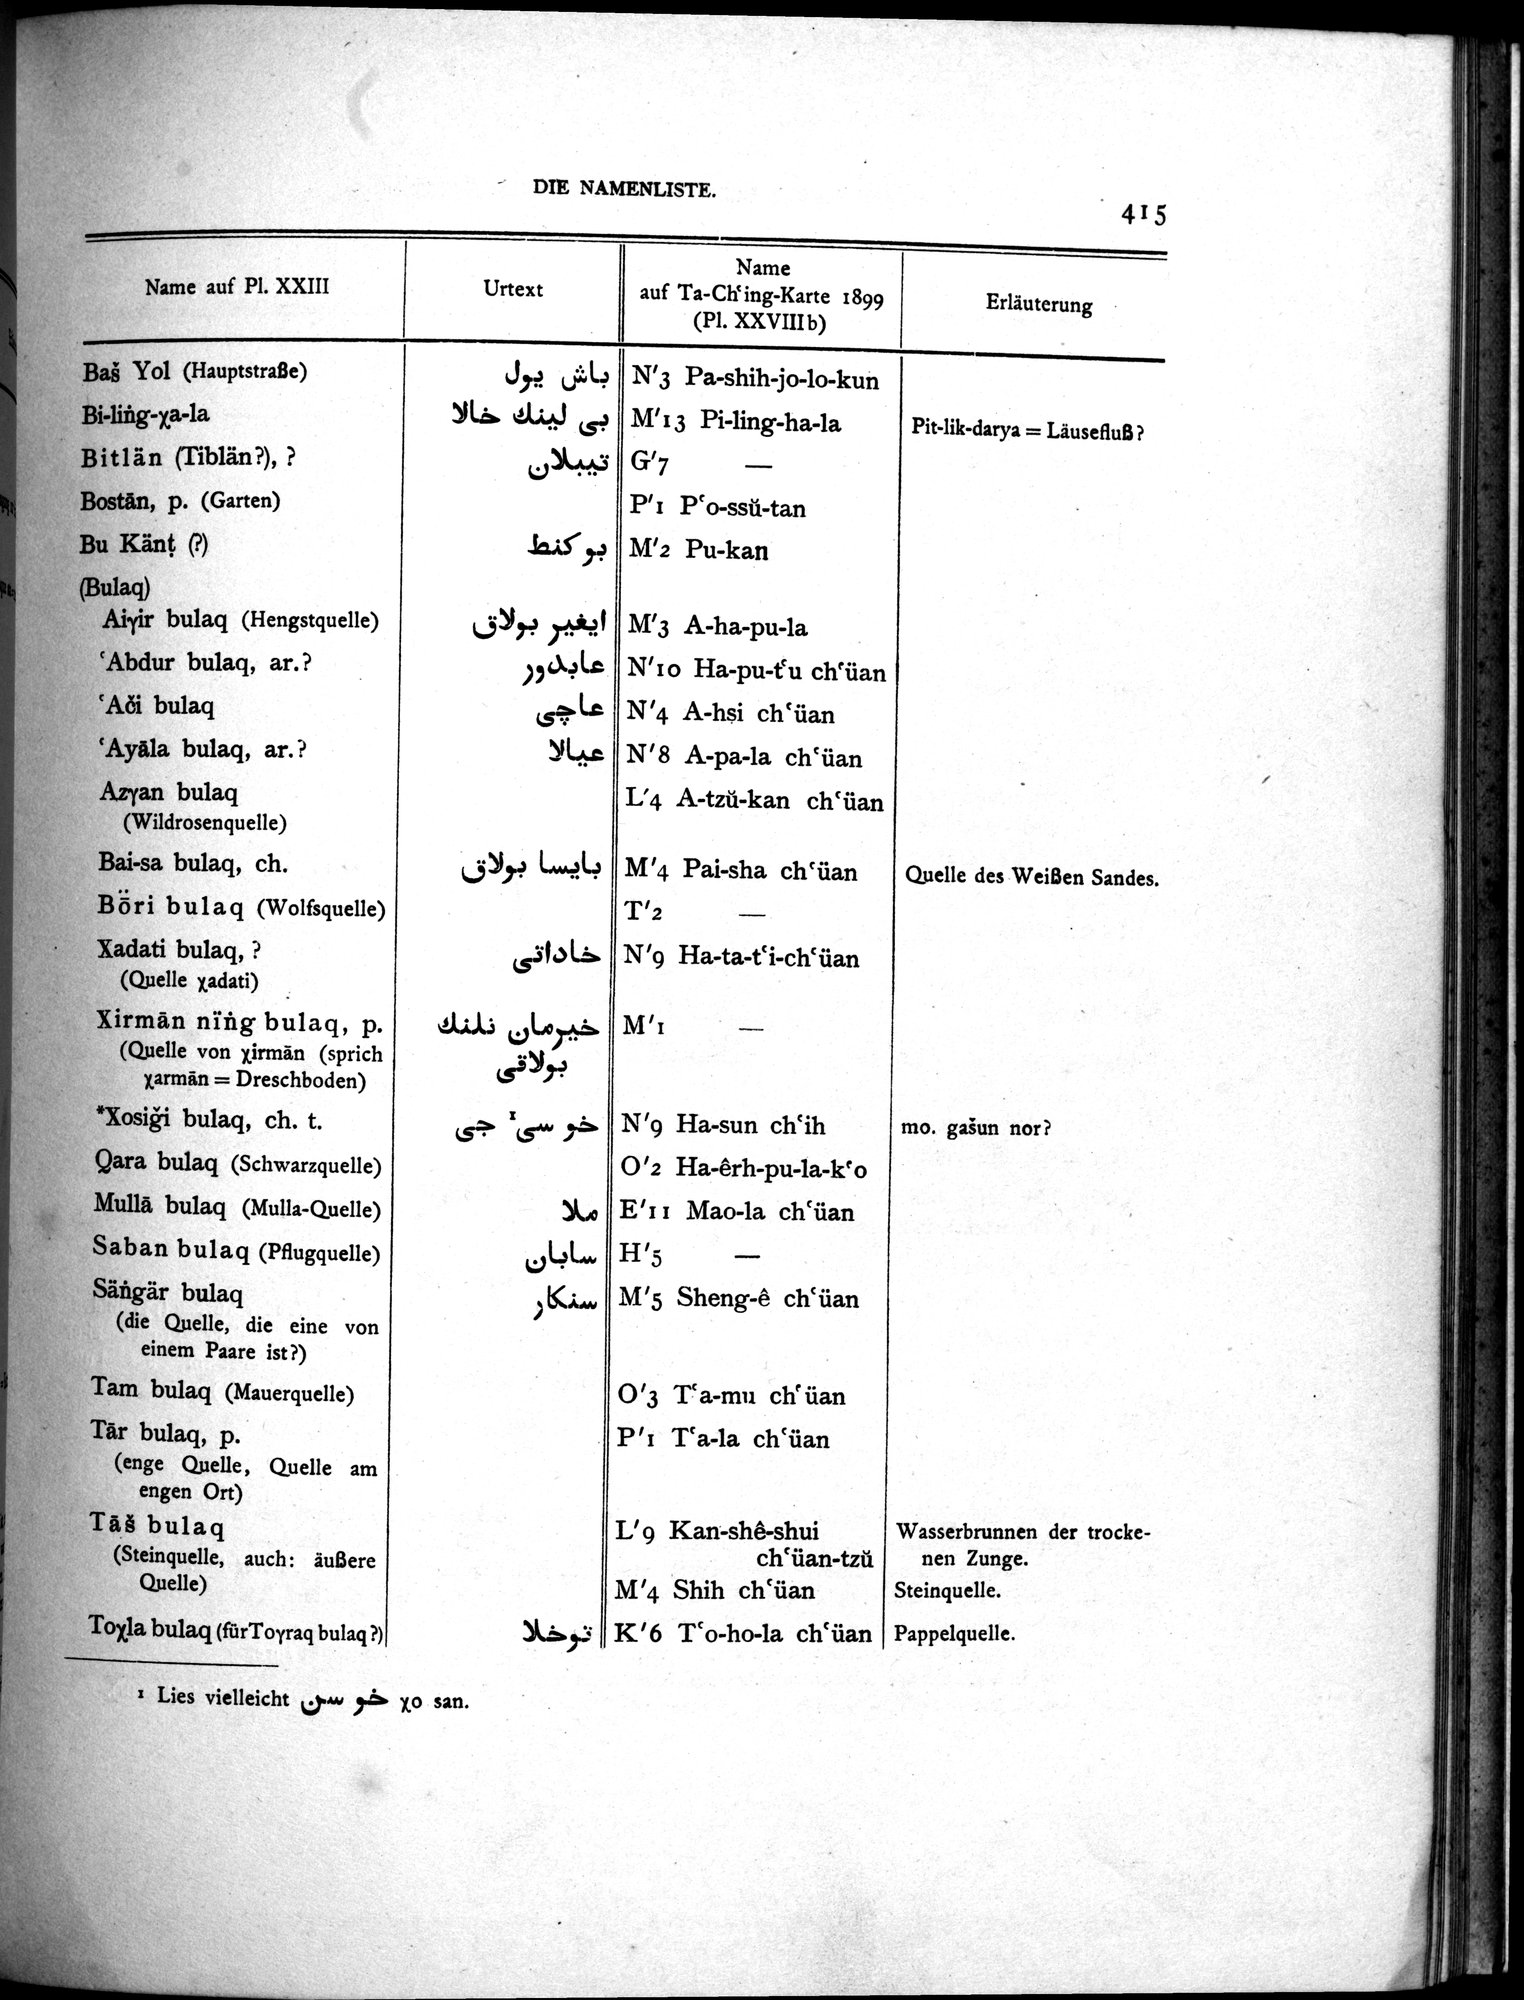 DIE NAMENLISTE.
415
Name auf Pl. XXIII
Urtext
Name
auf Ta-Chʻing-Karte 1899
(Pl. XXVIIIb)
Erläuterung
Baš Yol (Hauptstraße) باش يول N′3 Pa-shih-jo-lo-kun
Bi-liṅg-χa-la بى لينك خالا M′13 Pi-ling-ha-la Pit-lik-darya = Läusefluß?
Bitlän (Tiblän?), ? تيبلان G′7 —
Bostān, p. (Garten) P′1 Pʻo-ssŭ-tan
Bu Känṭ (?) بو كنط M′2 Pu-kan
(Bulaq)
Aiγir bulaq (Hengstquelle) ايغير بولاق M′3 A-ha-pu-la
ʻAbdur bulaq, ar.? عابدور N′10 Ha-pu-tʻu chʻüan
ʻAči bulaq عاچى N′4 A-hsi chʻüan
ʻAyāla bulaq, ar.? عيالا N′8 A-pa-la chʻüan
Azγan bulaq L′4 A-tzŭ-kan chʻüan
(Wildrosenquelle)
Bai-sa bulaq, ch. بايسا بولاق M′4 Pai-sha chʻüan Quelle des Weißen Sandes.
Böri bulaq (Wolfsquelle) T′2 —
Xadati bulaq, ? خاداتى N′9 Ha-ta-tʻi-chʻüan
(Quelle χadati)
Xirmān nïṅg bulaq, p. خيرمان نلنك M′1 —
(Quelle von χirmān (sprich بولاقى
χarmān = Dreschboden)
*Xosiǧi bulaq, ch. t. خو سى¹ جى N′9 Ha-sun chʻih mo. gašun nor?
Qara bulaq (Schwarzquelle) O′2 Ha-êrh-pu-la-kʻo
Mullā bulaq (Mulla-Quelle) ملا E′11 Mao-la chʻüan
Saban bulaq (Pflugquelle) سابان H′5 —
Säṅgär bulaq سنكار M′5 Sheng-ê chʻüan
(die Quelle, die eine von
einem Paare ist?)
Tam bulaq (Mauerquelle) O′3 Tʻa-mu chʻüan
Tār bulaq, p. P′1 Tʻa-la chʻüan
(enge Quelle, Quelle am
engen Ort)
Tāš bulaq L′9 Kan-shê-shui Wasserbrunnen der trocke-
(Steinquelle, auch: äußere chʻüan-tzŭ nen Zunge.
Quelle) M′4 Shih chʻüan Steinquelle.
Toχla bulaq (für Toγraq bulaq?) توخلا K′6 Tʻo-ho-la chʻüan Pappelquelle.
¹ Lies vielleicht خو سن χo san.